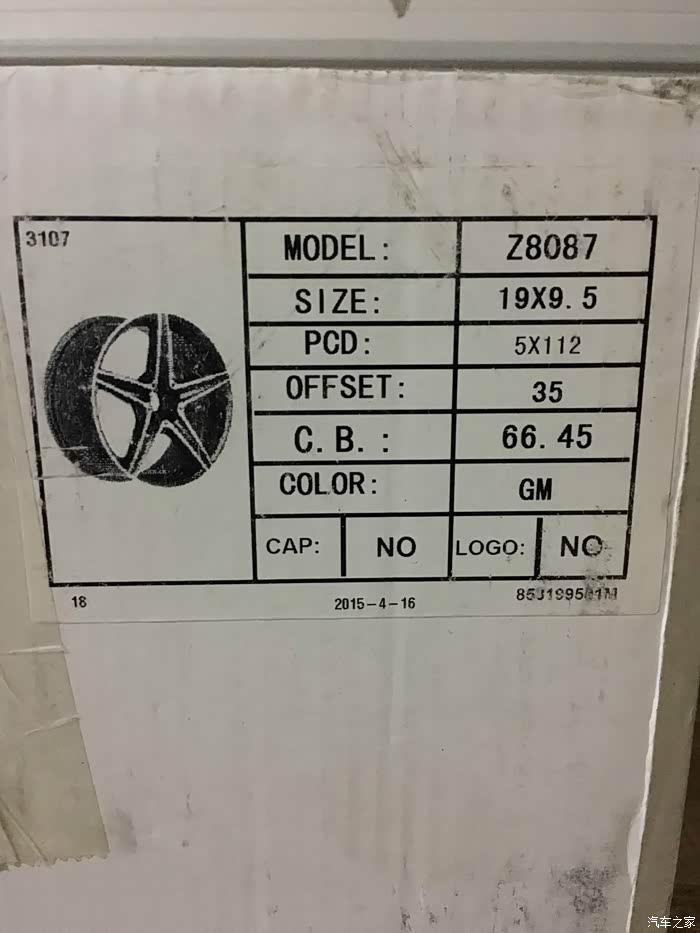 3107
MODEL: Z8087
SIZE: 19X9.5
PCD: 5X112
OFFSET: 35
C.B.: 66.45
COLOR: GM
CAP: NO LOGO: NO
18 2015-4-16
汽车之家